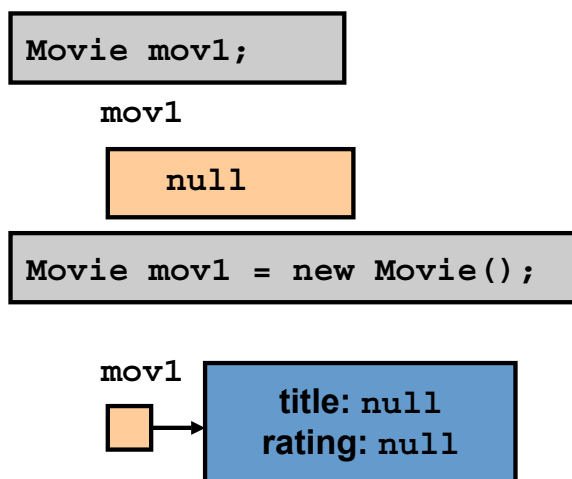 Movie mov1;
mov1
null
Movie mov1 = new Movie();
mov1
title: null
rating: null